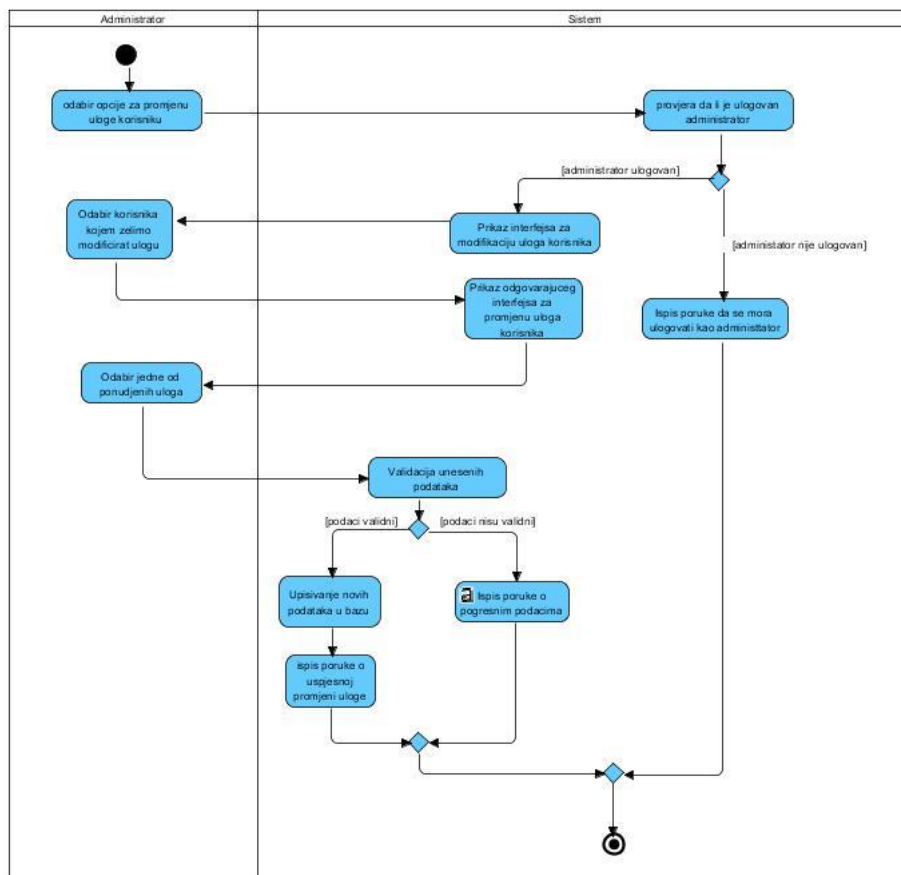 Administrator
Sistem
odabir opcije za promjenu
uloge korisniku
provjera da li je ulogovan
administrator
[administrator ulogovan]
Odabir korisnika
kojem zelimo
modificirat ulogu
Prikaz interfejsa za
modifikaciju uloga korisnika
[administator nije ulogovan]
Prikaz odgovarajuceg
interfejsa za
promjenu uloga
korisnika
Ispis poruke da se mora
ulogovati kao administtator
Odabir jedne od
ponudjenih uloga
Validacija unesenih
podataka
[podaci validni]
[podaci nisu validni]
Upisivanje novih
podataka u bazu
a Ispis poruke o
pogresnim podacima
ispis poruke o
uspjesnoj
promjeni uloge